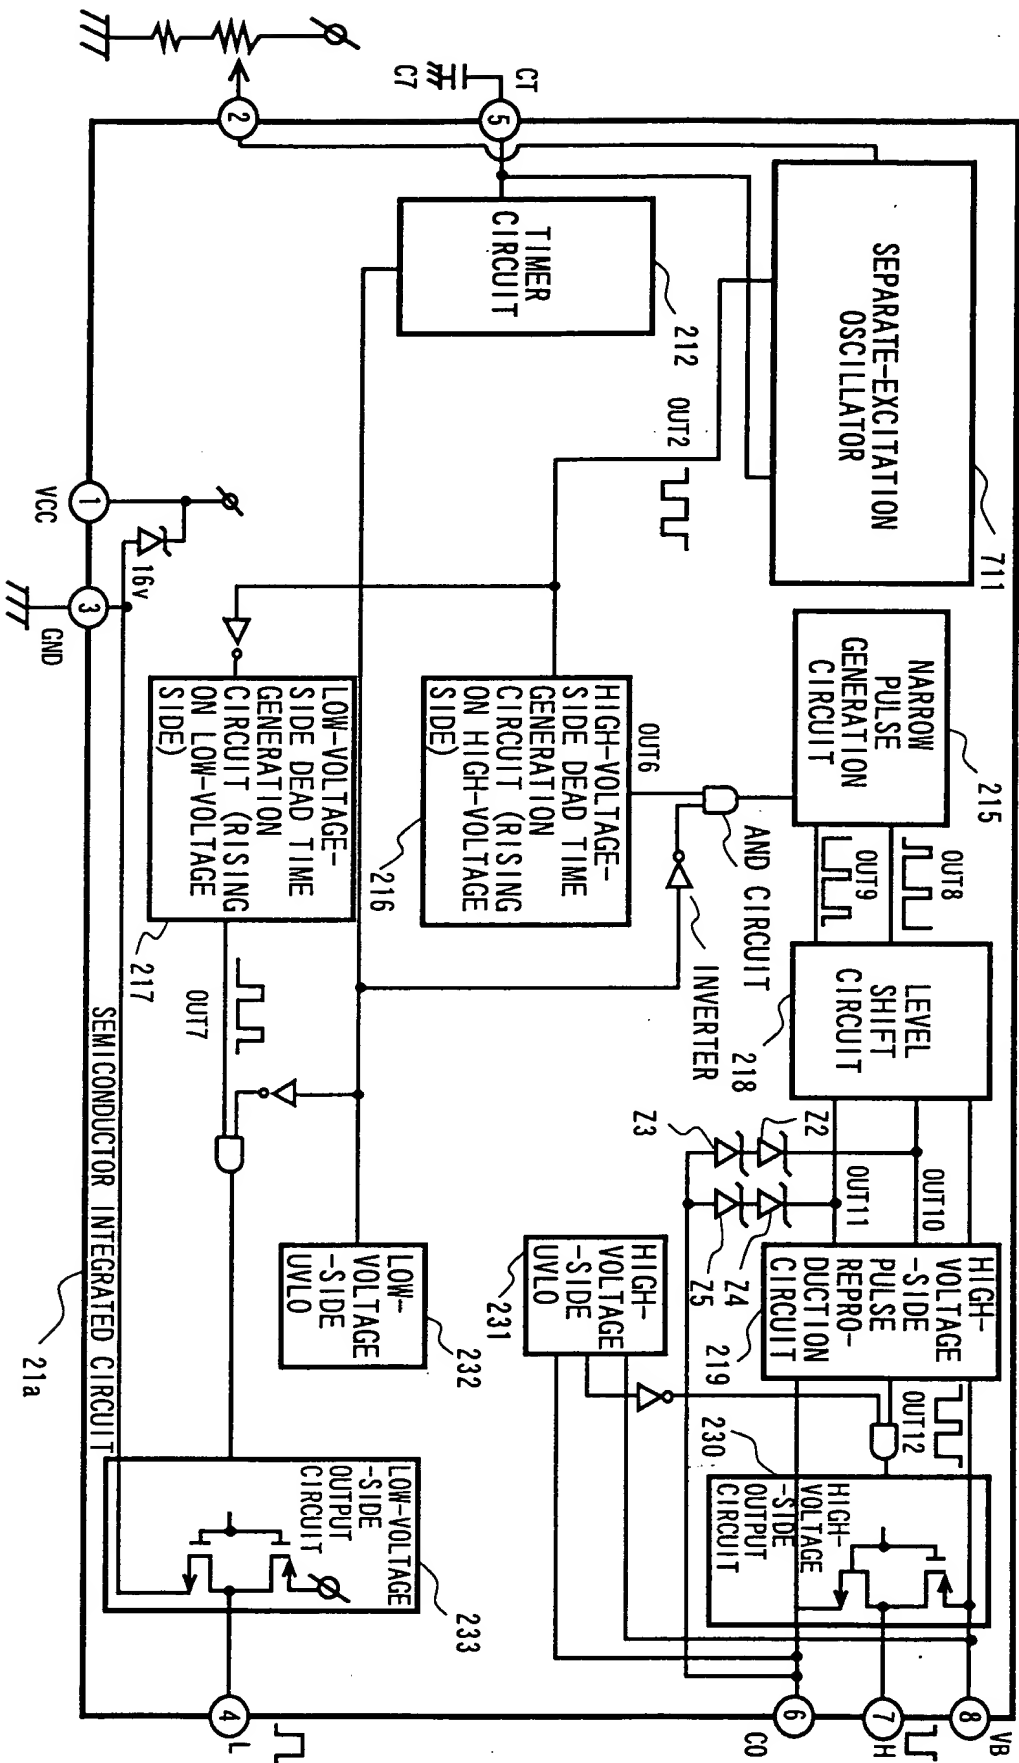 SEPARATE-EXCITATION
OSCILLATOR
711
NARROW
PULSE
GENERATION
CIRCUIT
215
OUT8
OUT9
LEVEL
SHIFT
CIRCUIT
218
OUT10
OUT11
HIGH-
VOLTAGE
-SIDE
PULSE
REPRO-
DUCTION
CIRCUIT
219
OUT12
230
HIGH-
VOLTAGE
-SIDE
OUTPUT
CIRCUIT
8
VB
7
H
6
CO
Z2
Z3
Z4
Z5
HIGH-
VOLTAGE
-SIDE
UVLO
231
AND CIRCUIT
INVERTER
CT
C7
5
TIMER
CIRCUIT
212
OUT2
OUT6
HIGH-VOLTAGE-
SIDE DEAD TIME
GENERATION
CIRCUIT (RISING
ON HIGH-VOLTAGE
SIDE)
216
2
LOW-VOLTAGE-
SIDE DEAD TIME
GENERATION
CIRCUIT (RISING
ON LOW-VOLTAGE
SIDE)
217
OUT7
LOW-
VOLTAGE
-SIDE
UVLO
232
LOW-VOLTAGE
-SIDE
OUTPUT
CIRCUIT
233
4
L
1
VCC
16v
3
GND
SEMICONDUCTOR INTEGRATED CIRCUIT
21a